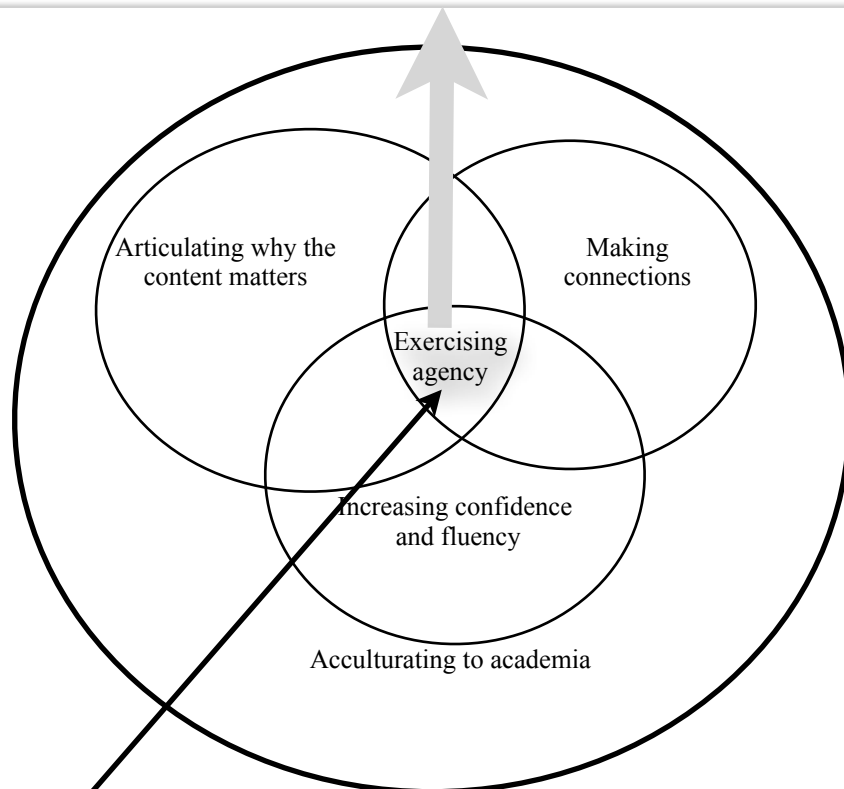 Articulating why the
content matters
Making
connections
Exercising
agency
Increasing confidence
and fluency
Acculturating to academia